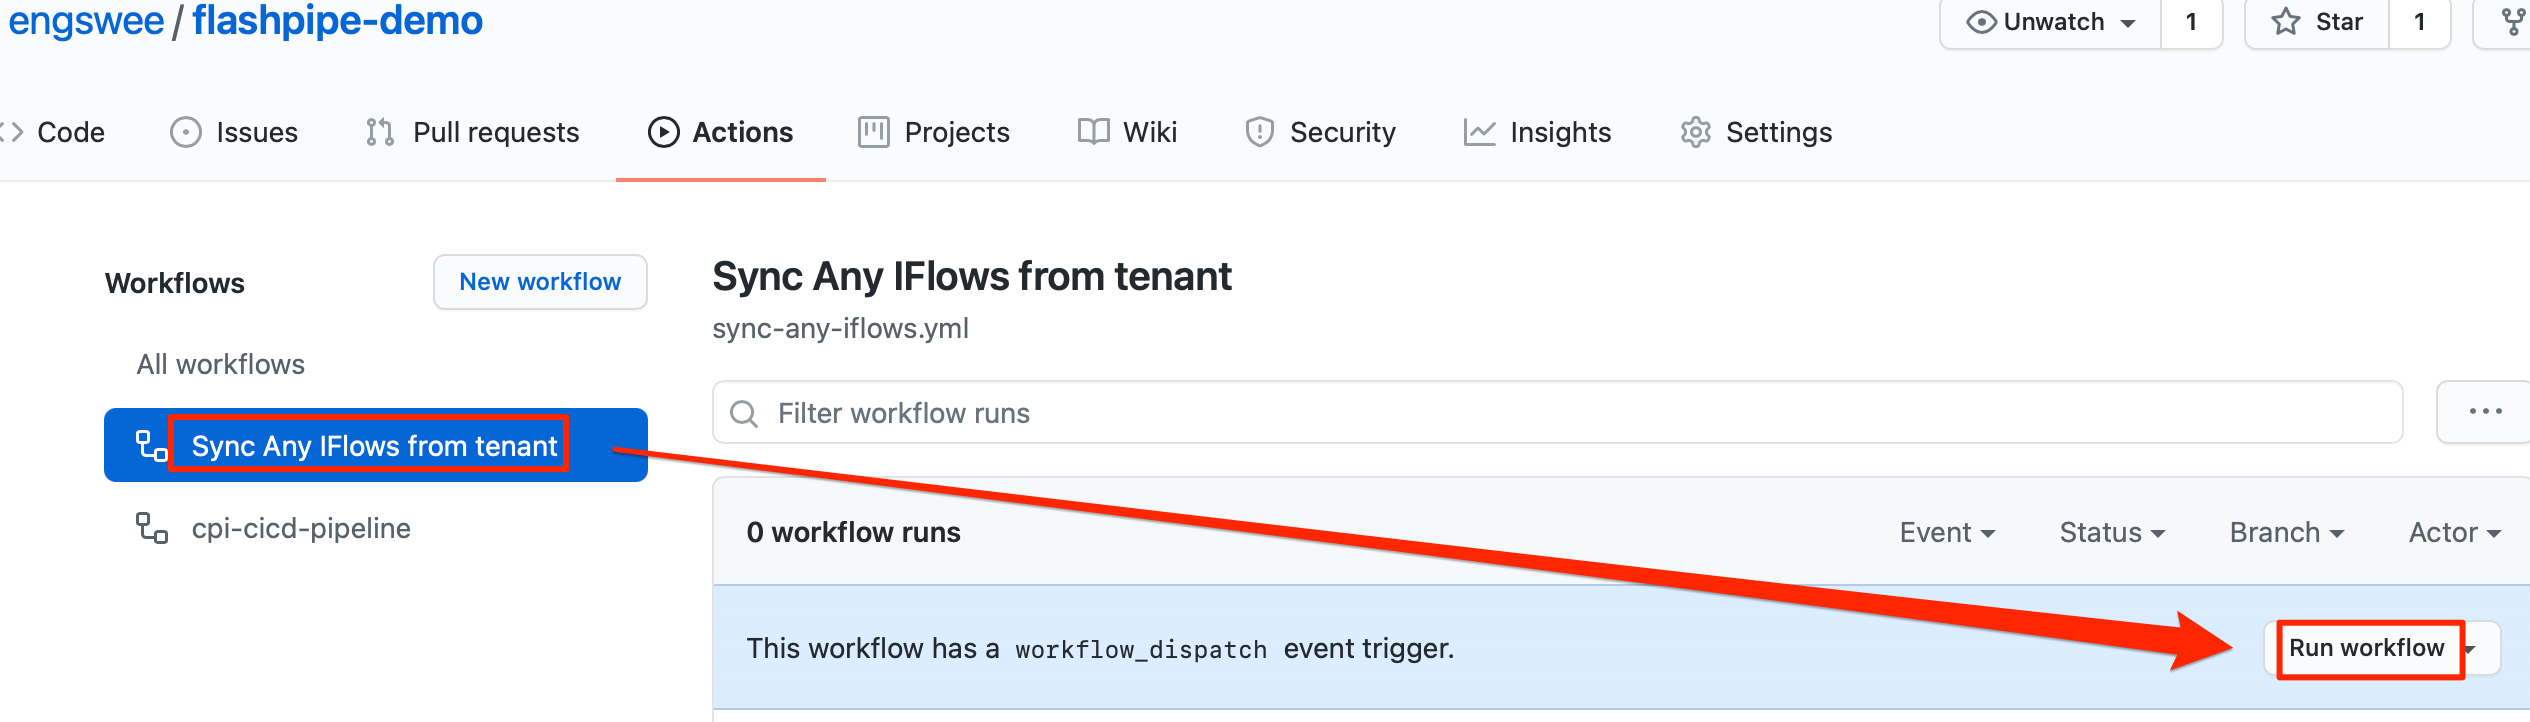 engswee / flashpipe-demo
Unwatch 1 Star 1
Code Issues Pull requests Actions Projects Wiki Security Insights Settings
Workflows New workflow
All workflows
Sync Any IFlows from tenant
cpi-cicd-pipeline
Sync Any IFlows from tenant
sync-any-iflows.yml
Filter workflow runs
0 workflow runs Event Status Branch Actor
This workflow has a workflow_dispatch event trigger. Run workflow